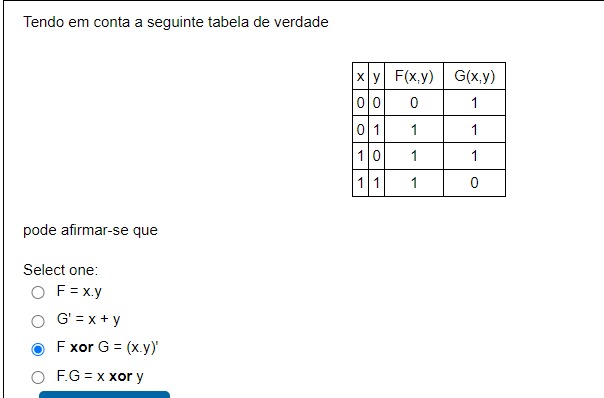 Tendo em conta a seguinte tabela de verdade
x y F(x,y) G(x,y)
0 0 0 1
0 1 1 1
1 0 1 1
1 1 1 0
pode afirmar-se que
Select one:
F = x.y
G' = x + y
F xor G = (x.y)'
F.G = x xor y